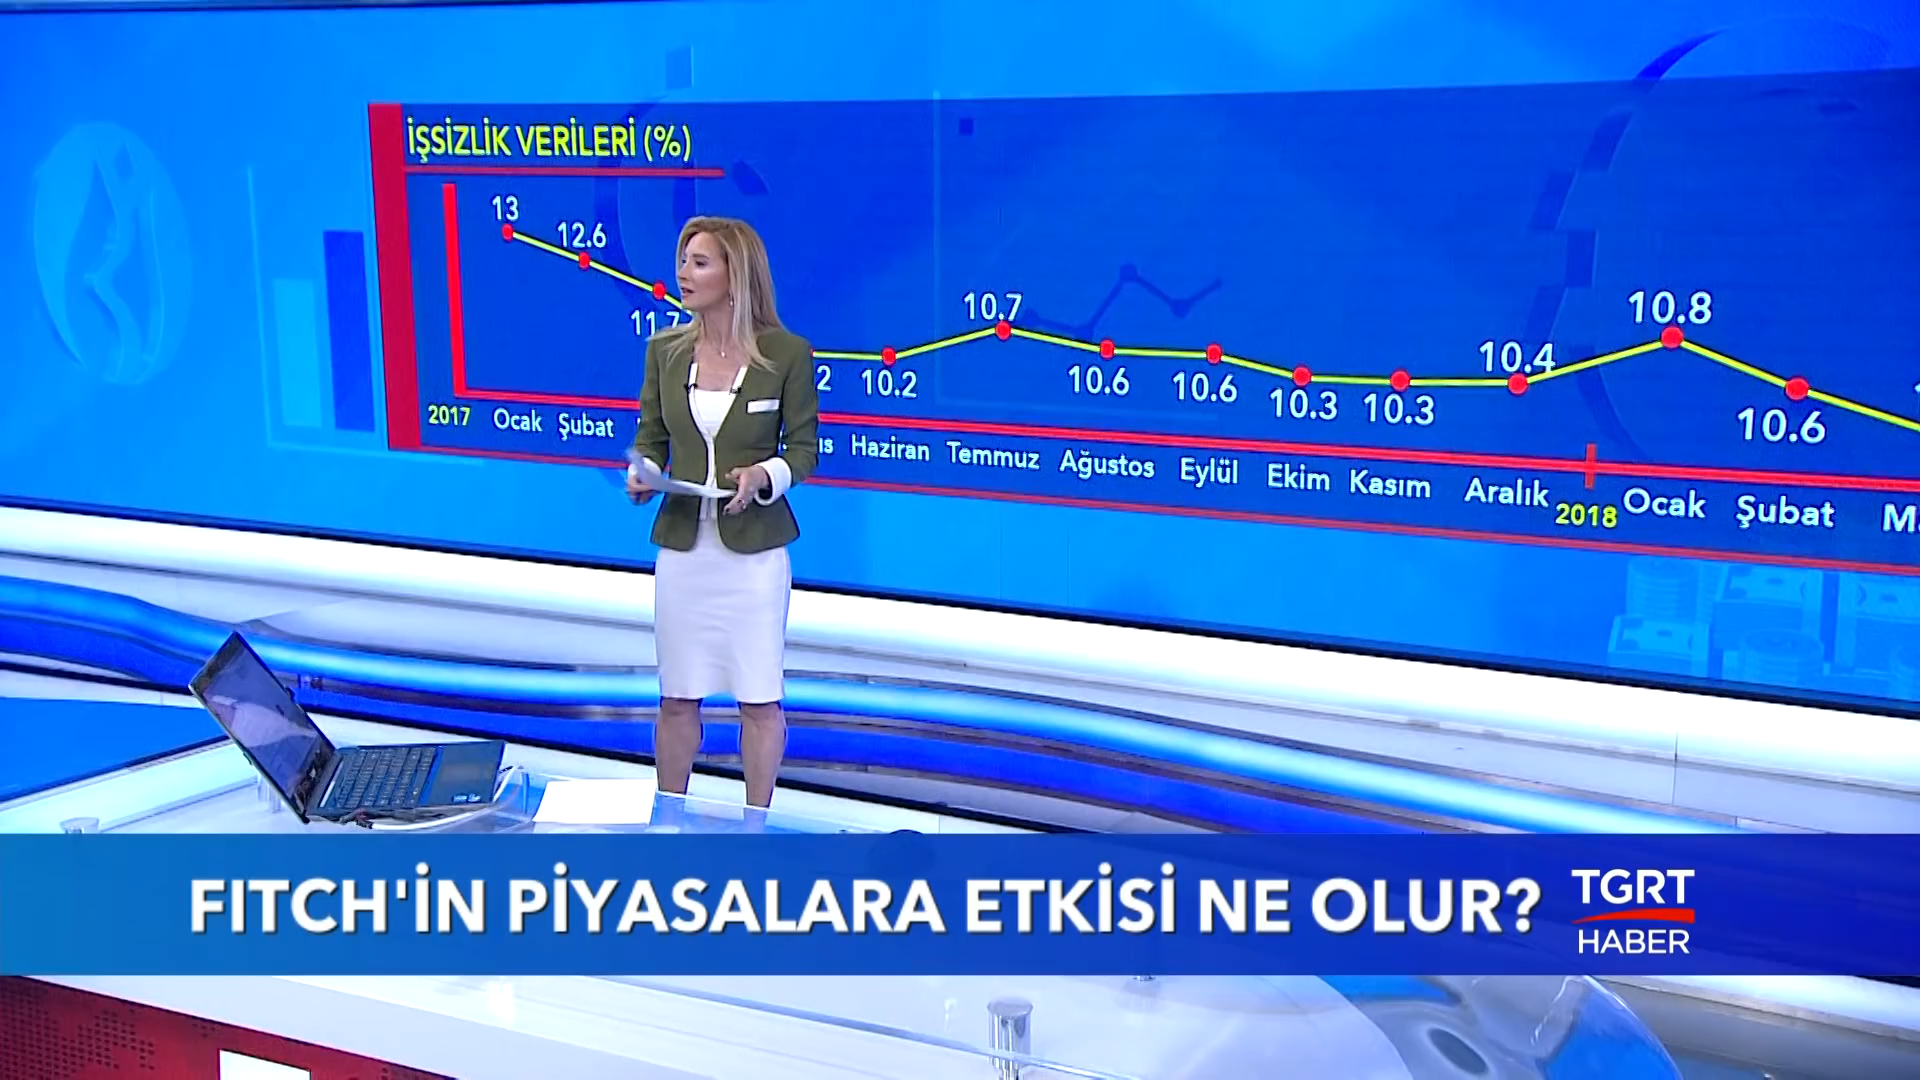 İŞSİZLİK VERİLERİ (%)
13
12.6
11.7
10.2
10.7
10.6
10.6
10.3
10.3
10.4
10.8
10.6
2017 Ocak Şubat Haziran Temmuz Ağustos Eylül Ekim Kasım Aralık 2018 Ocak Şubat
FITCH'İN PİYASALARA ETKİSİ NE OLUR?
TGRT
HABER